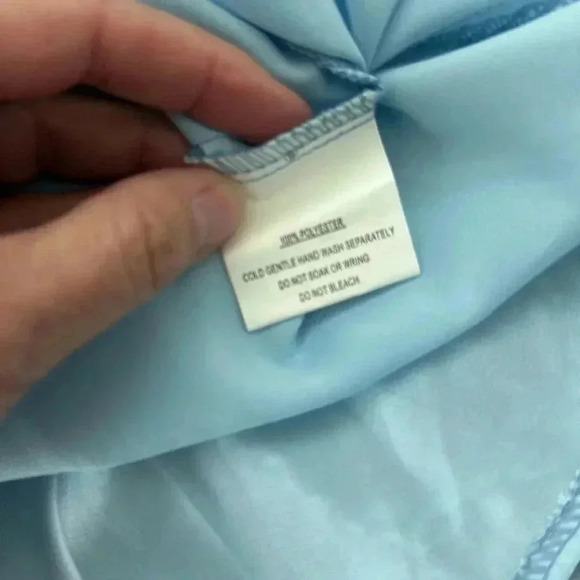 100% POLYESTER
COLD GENTLE HAND WASH SEPARATELY
DO NOT SOAK OR WRING
DO NOT BLEACH